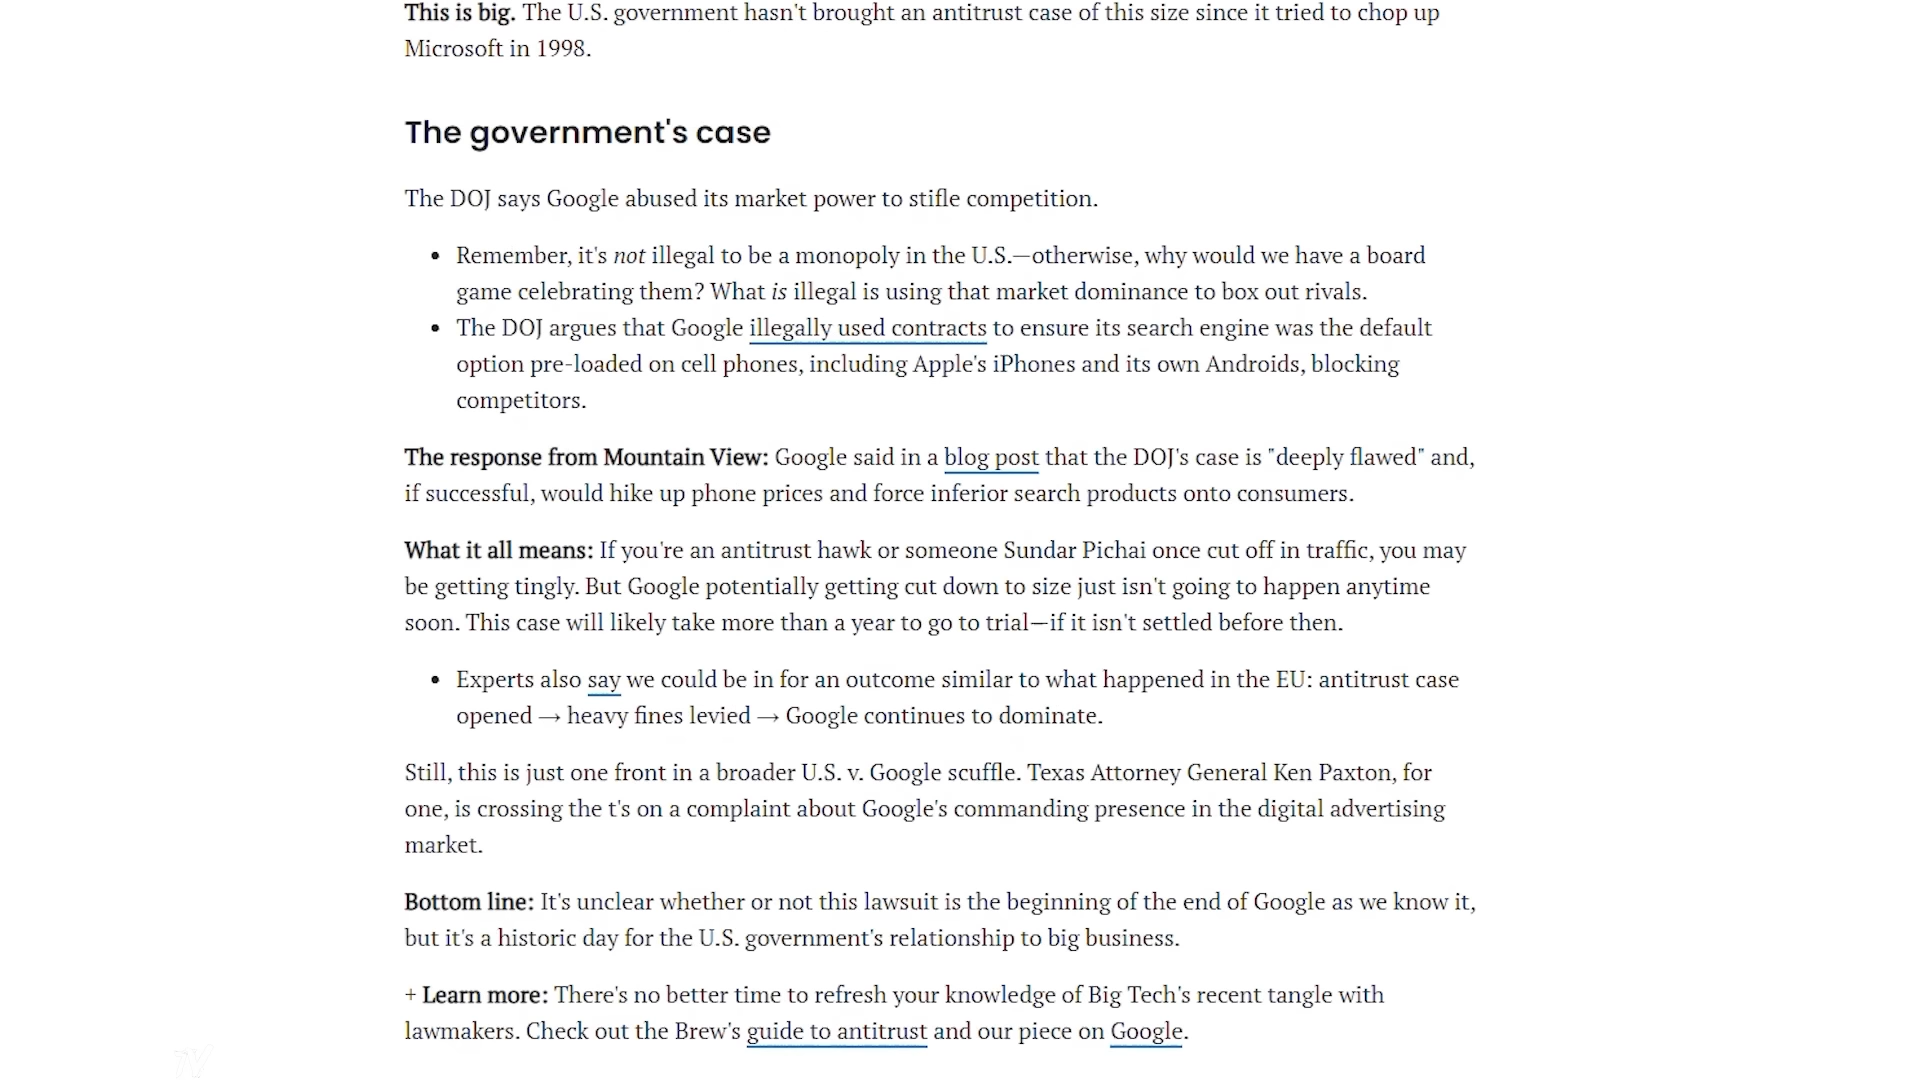 This is big. The U.S. government hasn't brought an antitrust case of this size since it tried to chop up
Microsoft in 1998.
The government's case
The DOJ says Google abused its market power to stifle competition.
• Remember, it's not illegal to be a monopoly in the U.S.—otherwise, why would we have a board
game celebrating them? What is illegal is using that market dominance to box out rivals.
• The DOJ argues that Google illegally used contracts to ensure its search engine was the default
option pre-loaded on cell phones, including Apple's iPhones and its own Androids, blocking
competitors.
The response from Mountain View: Google said in a blog post that the DOJ's case is "deeply flawed" and,
if successful, would hike up phone prices and force inferior search products onto consumers.
What it all means: If you're an antitrust hawk or someone Sundar Pichai once cut off in traffic, you may
be getting tingly. But Google potentially getting cut down to size just isn't going to happen anytime
soon. This case will likely take more than a year to go to trial—if it isn't settled before then.
• Experts also say we could be in for an outcome similar to what happened in the EU: antitrust case
opened → heavy fines levied → Google continues to dominate.
Still, this is just one front in a broader U.S. v. Google scuffle. Texas Attorney General Ken Paxton, for
one, is crossing the t's on a complaint about Google's commanding presence in the digital advertising
market.
Bottom line: It's unclear whether or not this lawsuit is the beginning of the end of Google as we know it,
but it's a historic day for the U.S. government's relationship to big business.
+ Learn more: There's no better time to refresh your knowledge of Big Tech's recent tangle with
lawmakers. Check out the Brew's guide to antitrust and our piece on Google.